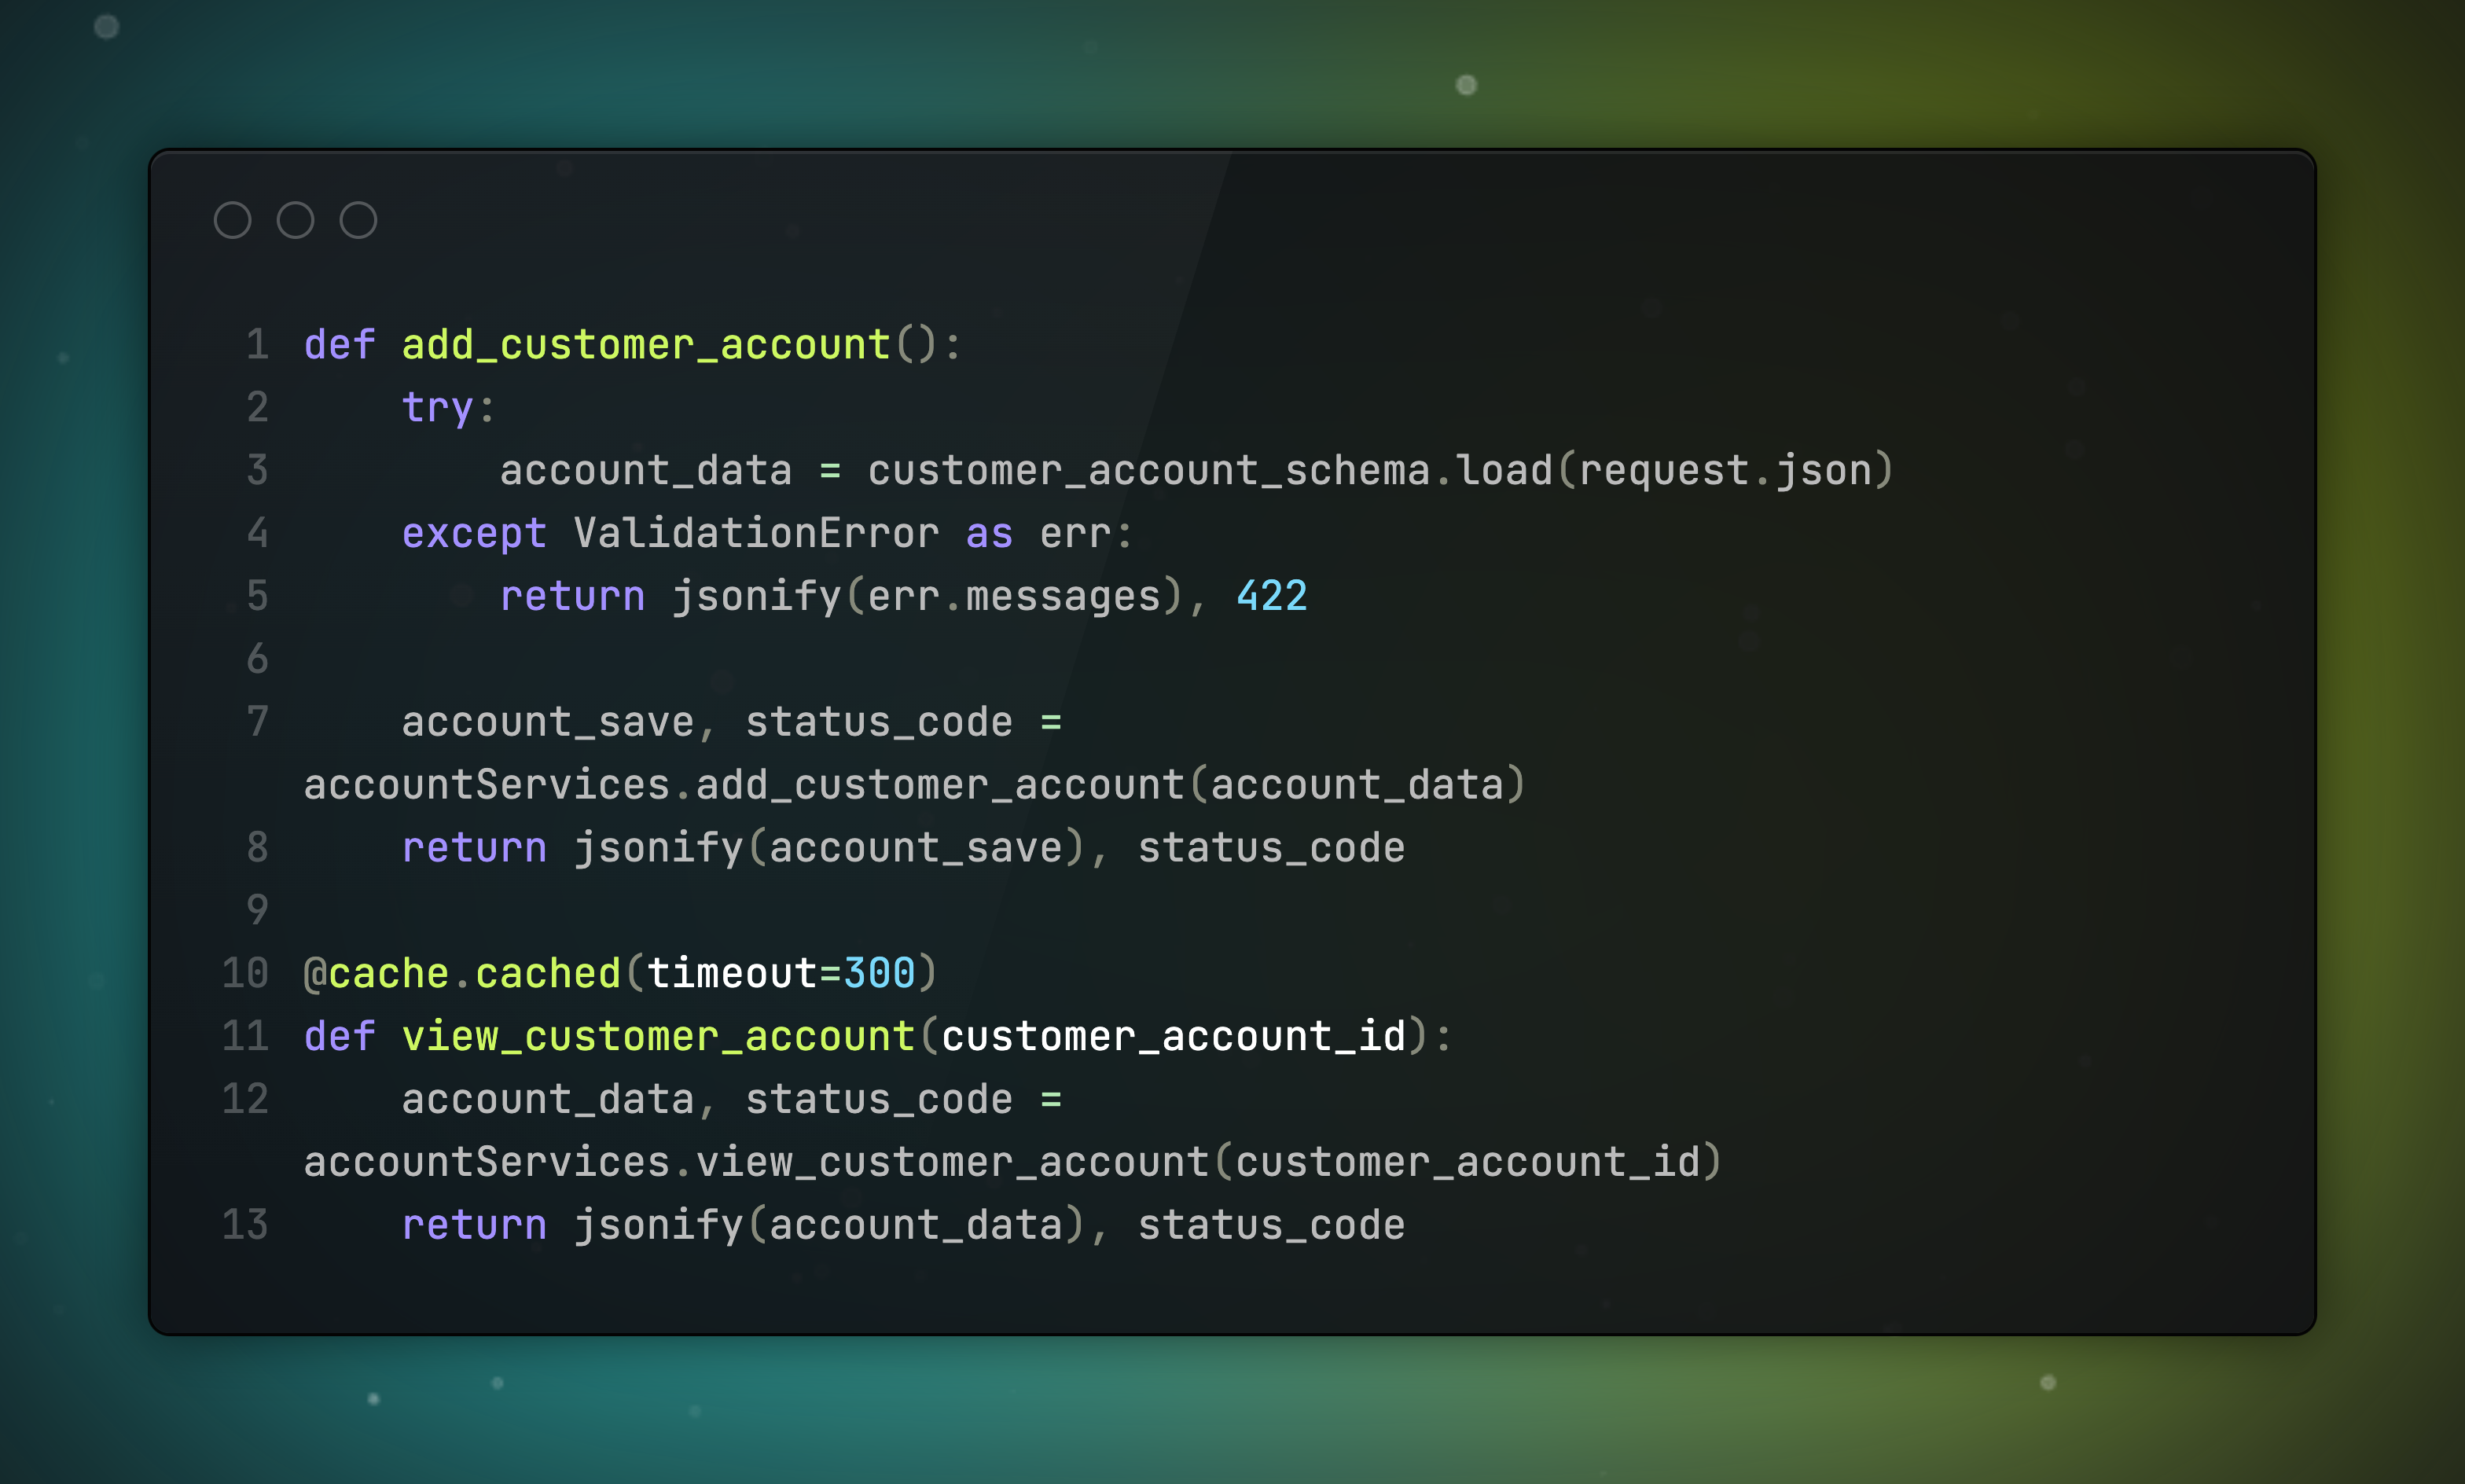 1 def add_customer_account():
2     try:
3         account_data = customer_account_schema.load(request.json)
4     except ValidationError as err:
5         return jsonify(err.messages), 422
6
7     account_save, status_code =
accountServices.add_customer_account(account_data)
8     return jsonify(account_save), status_code
9
10 @cache.cached(timeout=300)
11 def view_customer_account(customer_account_id):
12     account_data, status_code =
accountServices.view_customer_account(customer_account_id)
13     return jsonify(account_data), status_code